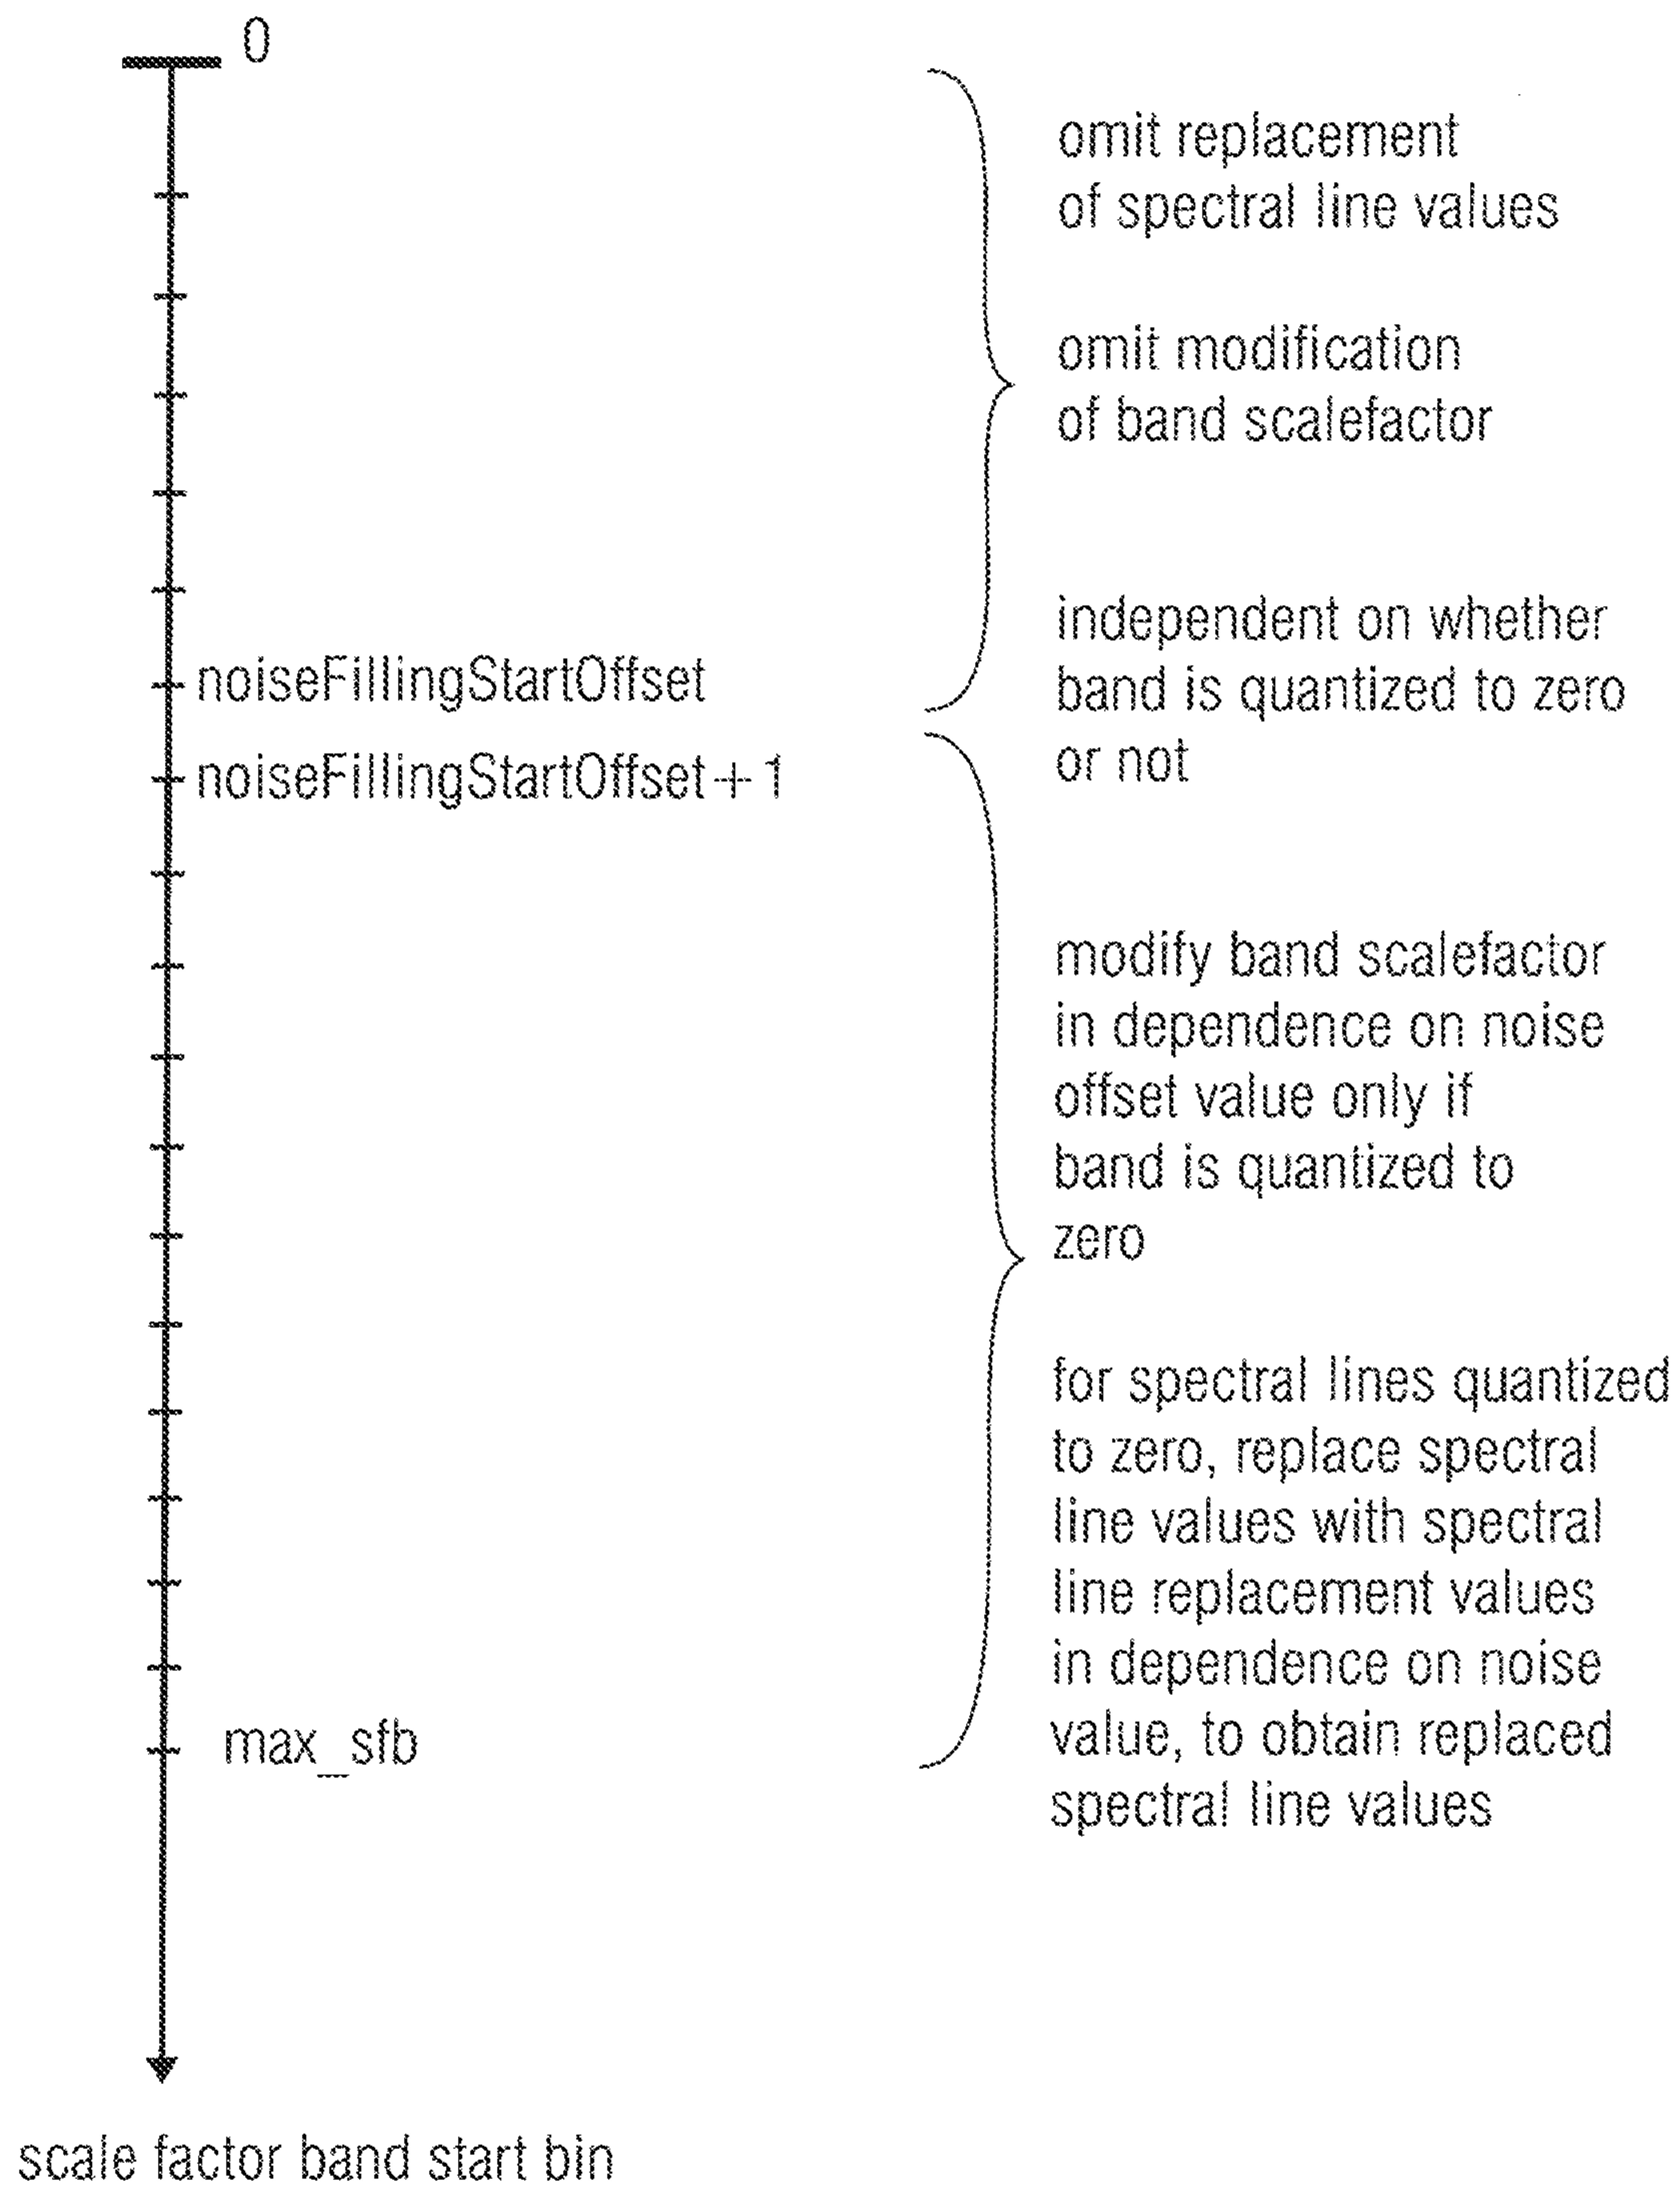 0
omit replacement
of spectral line values
omit modification
of band scalefactor
independent on whether
band is quantized to zero
or not
noiseFillingStartOffset
noiseFillingStartOffset+1
modify band scalefactor
in dependence on noise
offset value only if
band is quantized to
zero
for spectral lines quantized
to zero, replace spectral
line values with spectral
line replacement values
in dependence on noise
value, to obtain replaced
spectral line values
max_sfb
scale factor band start bin